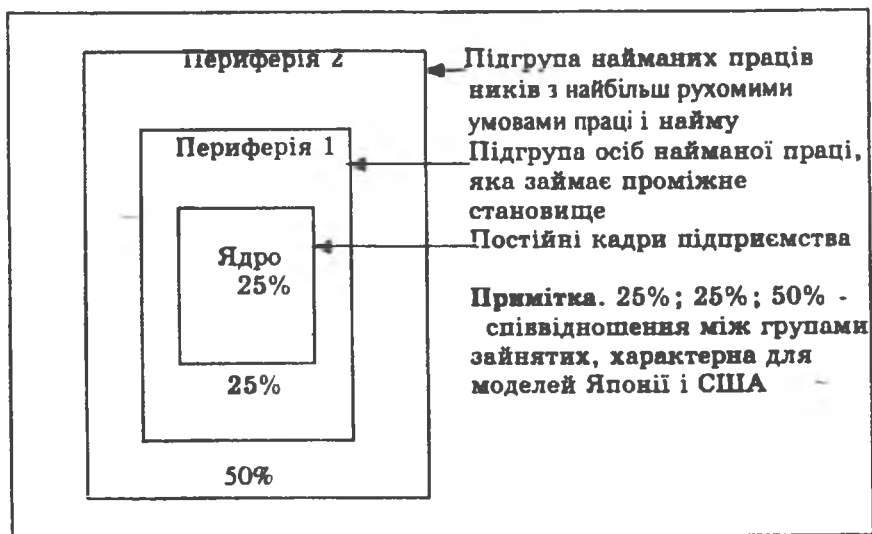 Периферія 2
Периферія 1
Ядро
25%
25%
50%
Підгрупа найманих праців
ників з найбільш рухомими
умовами праці і найму
Підгрупа осіб найманої праці,
яка займає проміжне
становище
Постійні кадри підприємства
Примітка. 25%; 25%; 50% -
співвідношення між групами
зайнятих, характерна для
моделей Японії і США